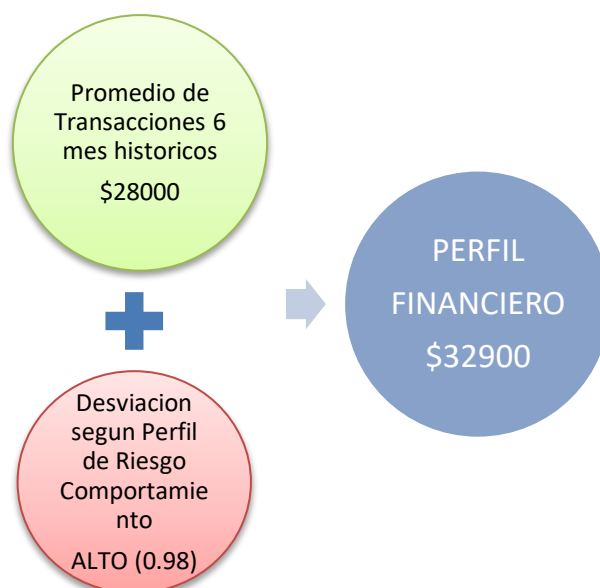 Promedio de
Transacciones 6
mes historicos
$28000
Desviacion
segun Perfil
de Riesgo
Comportamie
nto
ALTO (0.98)
PERFIL
FINANCIERO
$32900